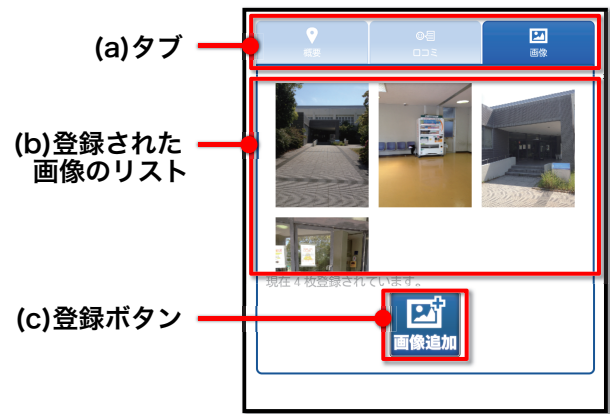 (a)タブ
概要
口コミ
画像
(b)登録された
画像のリスト
現在 4 枚登録されています。
(c)登録ボタン
画像追加